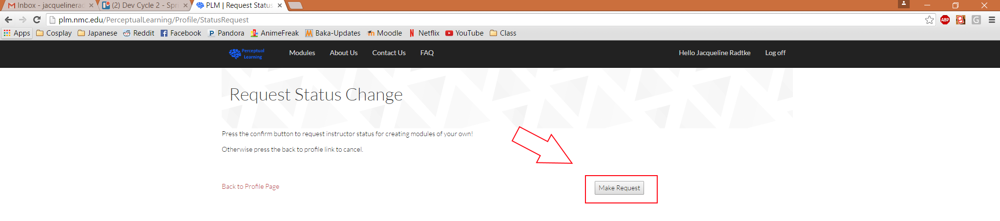 Inbox - jacquelinerad (2) Dev Cycle 2 - Spr PLM | Request Status
plm.nmc.edu/PerceptualLearning/Profile/StatusRequest ABP G
Apps Cosplay Japanese Reddit Facebook Pandora AnimeFreak Baka-Updates Moodle Netflix YouTube Class
Perceptual
Learning
Modules About Us Contact Us FAQ Hello Jacqueline Radtke Log off
Request Status Change
Press the confirm button to request instructor status for creating modules of your own!
Otherwise press the back to profile link to cancel.
Back to Profile Page Make Request